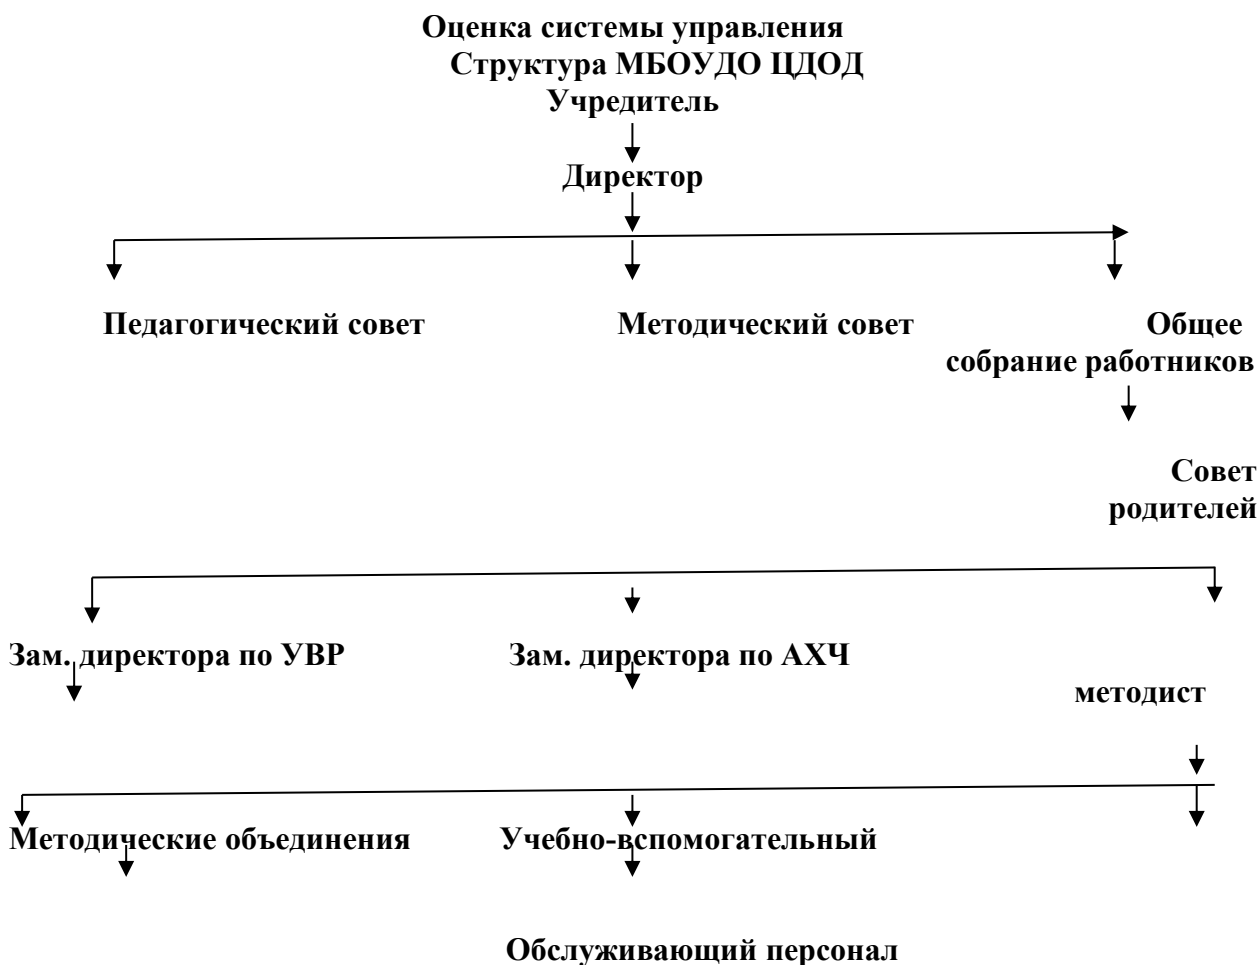 Оценка системы управления
Структура МБОУДО ЦДОД
Учредитель
Директор
Педагогический совет Методический совет Общее
собрание работников
Совет
родителей
Зам. директора по УВР Зам. директора по АХЧ
методист
Методические объединения Учебно-вспомогательный
Обслуживающий персонал